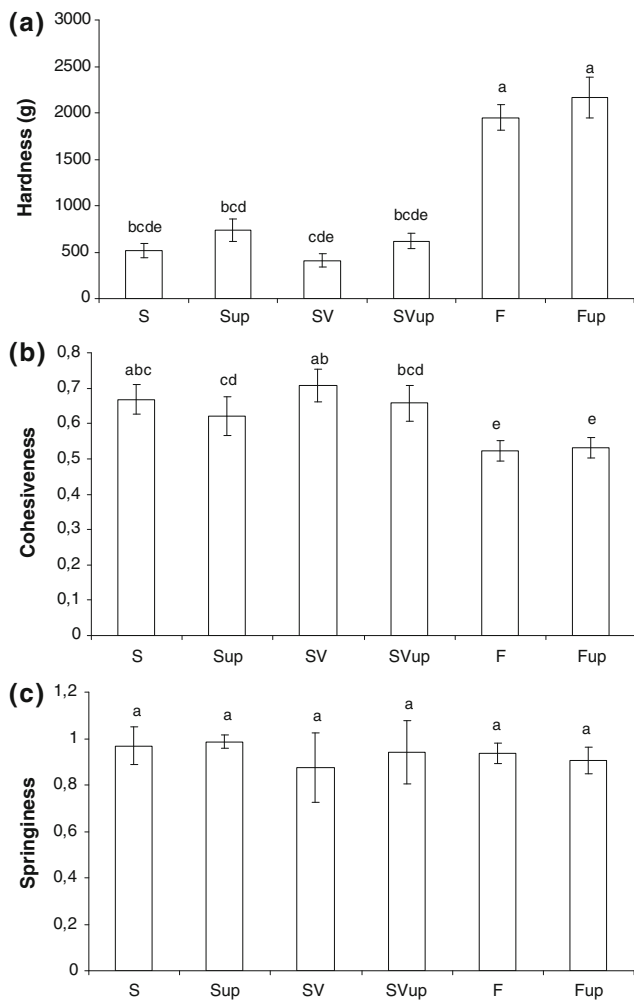 (a)
Hardness (g)
3000
2500
2000
1500
1000
500
0
bcde
bcd
cde
bcde
a
a
S Sup SV SVup F Fup
(b)
Cohesiveness
0,8
0,7
0,6
0,5
0,4
0,3
0,2
0,1
0
abc
cd
ab
bcd
e
e
S Sup SV SVup F Fup
(c)
Springiness
1,2
1
0,8
0,6
0,4
0,2
0
a
a
a
a
a
a
S Sup SV SVup F Fup